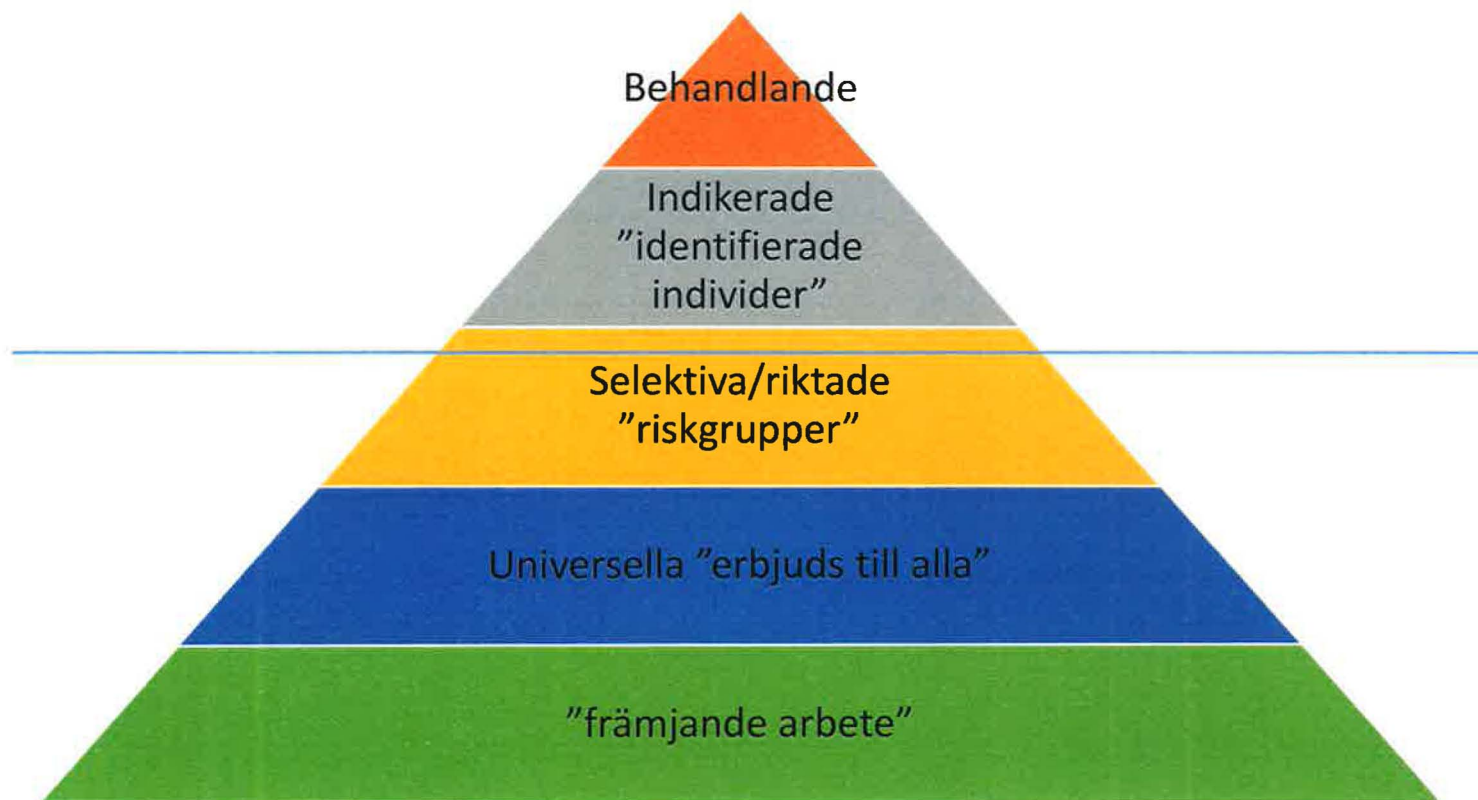 Behandlande
Indikerade
”identifierade
individer”
Selektiva/riktade
”riskgrupper”
Universella ”erbjuds till alla”
”främjande arbete”